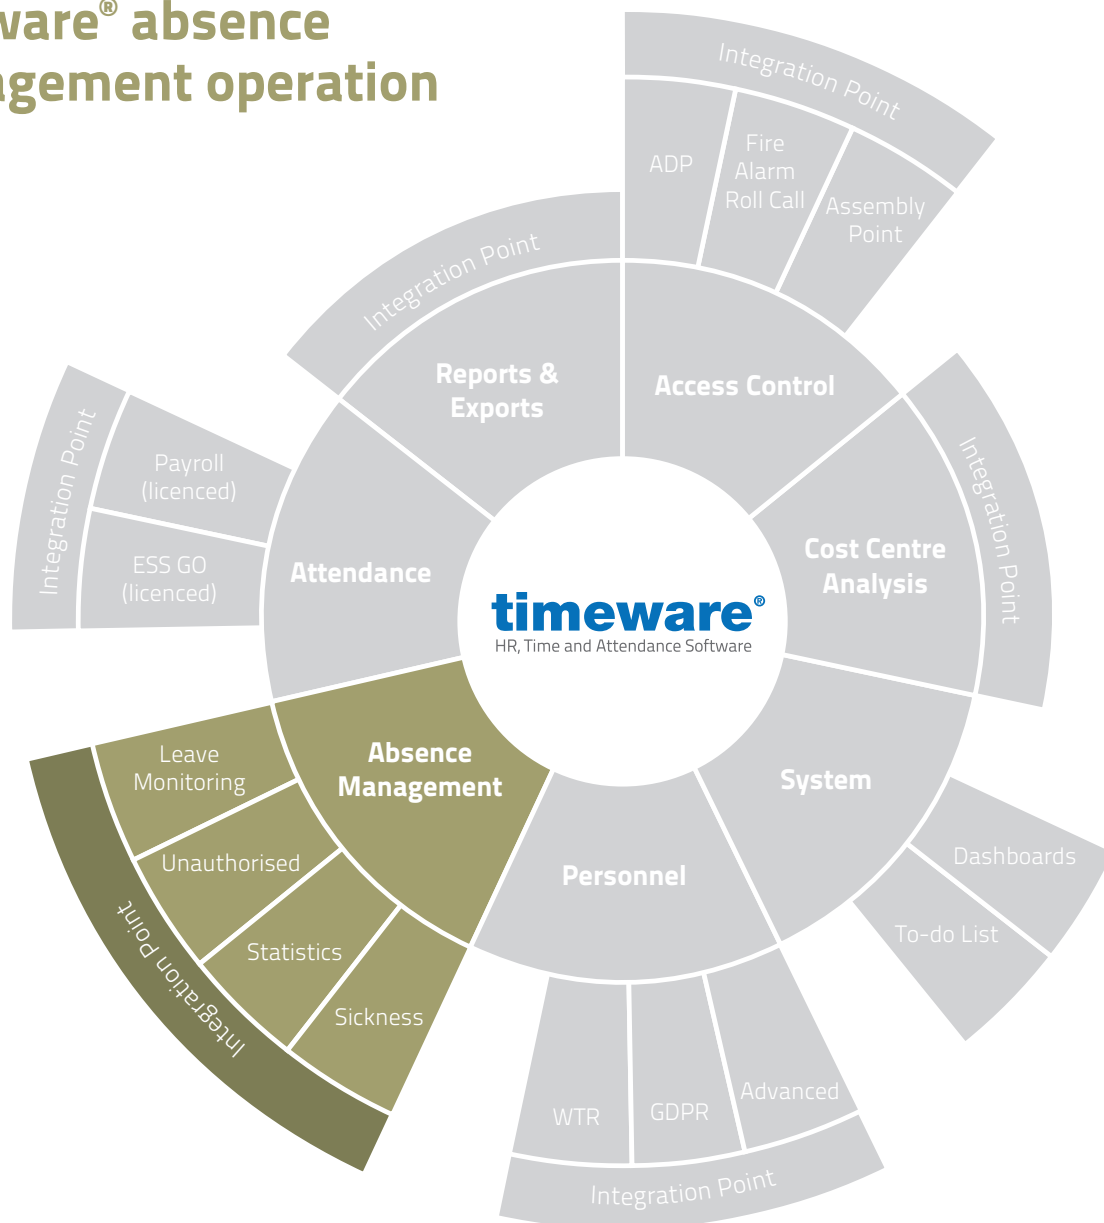 ware® absence
agement operation
Integration Point
ADP
Fire
Alarm
Roll Call
Assembly
Point
Integration Point
Reports &
Exports
Access Control
Integration Point
Payroll
(licenced)
ESS GO
(licenced)
Integration Point
Attendance
Cost Centre
Analysis
timeware®
HR, Time and Attendance Software
Absence
Management
System
Personnel
Leave
Monitoring
Unauthorised
Statistics
Sickness
Integration Point
Dashboards
To-do List
WTR
GDPR
Advanced
Integration Point